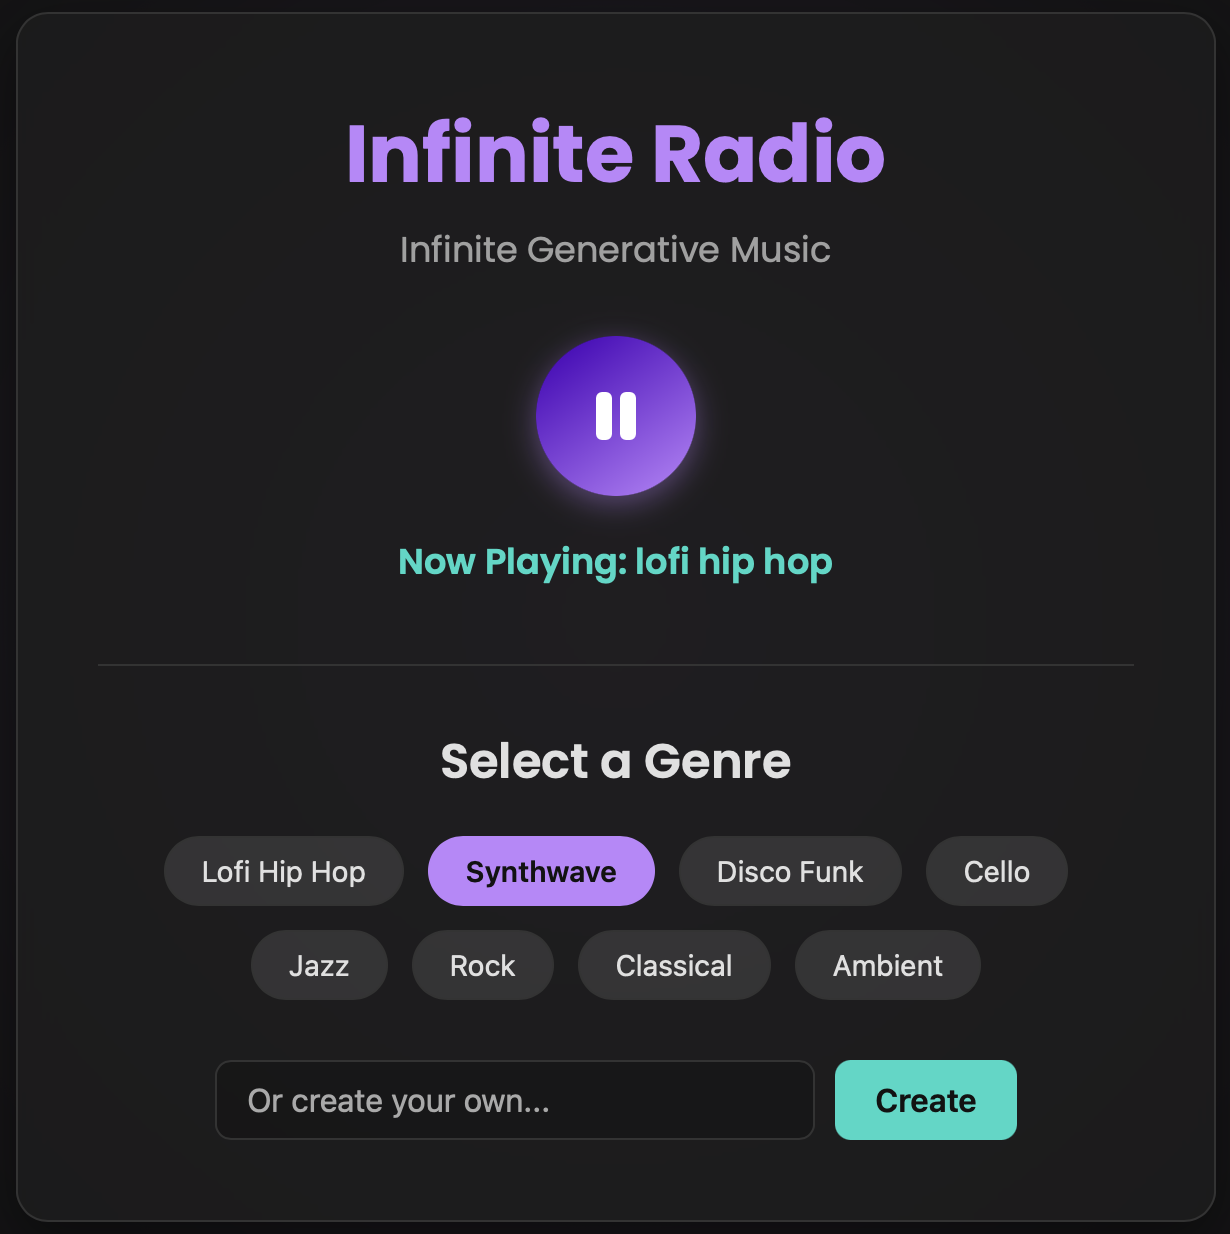 Infinite Radio
Infinite Generative Music
Now Playing: lofi hip hop
Select a Genre
Lofi Hip Hop Synthwave Disco Funk Cello
Jazz Rock Classical Ambient
Or create your own... Create